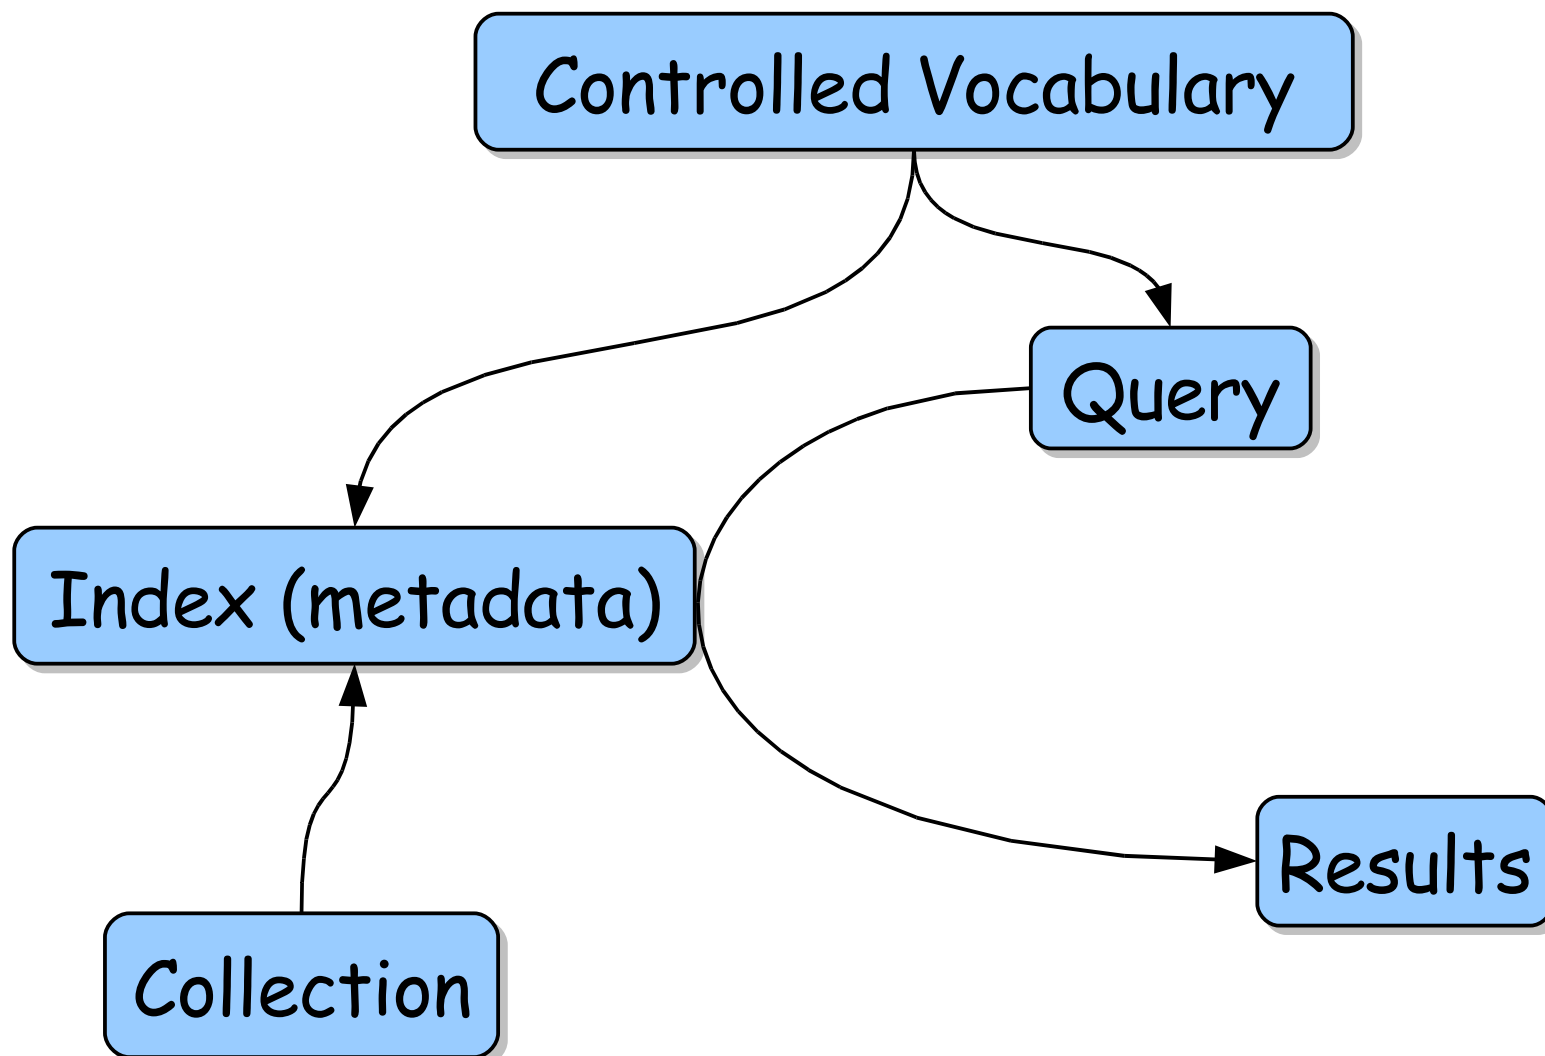 Controlled Vocabulary
Query
Index (metadata)
Results
Collection